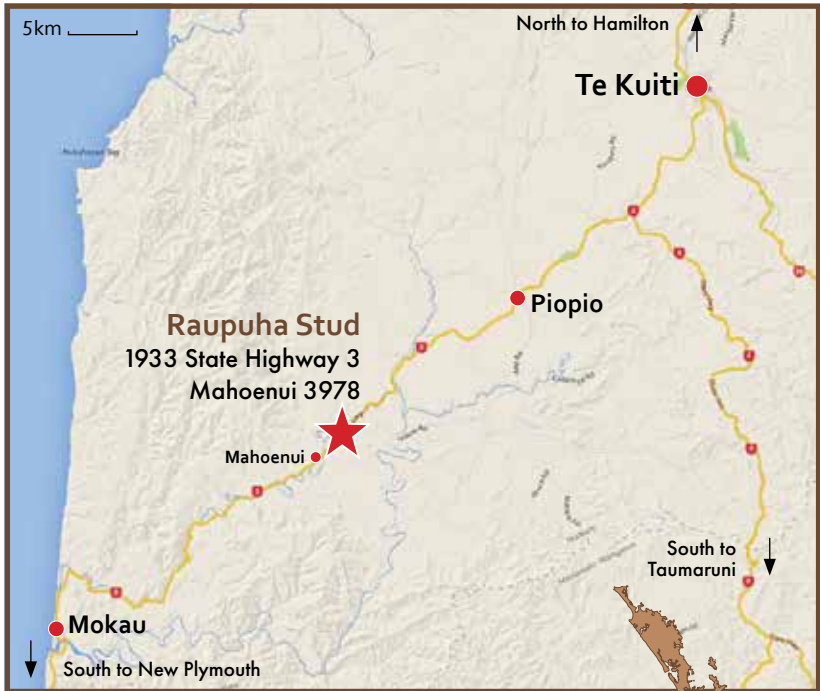 5km
North to Hamilton
Te Kuiti
Piopio
Raupuha Stud
1933 State Highway 3
Mahoenui 3978
Mahoenui
South to
Taumaruni
Mokau
South to New Plymouth